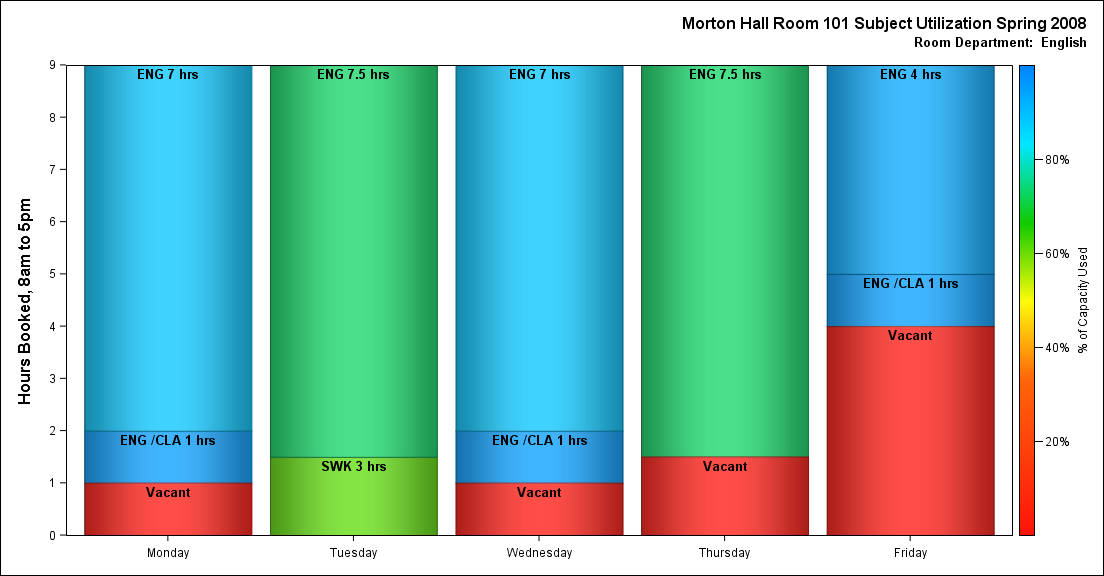 Morton Hall Room 101 Subject Utilization Spring 2008
Room Department:  English
Hours Booked, 8am to 5pm
9
8
7
6
5
4
3
2
1
0
ENG 7 hrs
ENG /CLA 1 hrs
Vacant
ENG 7.5 hrs
SWK 3 hrs
ENG 7 hrs
ENG /CLA 1 hrs
Vacant
ENG 7.5 hrs
Vacant
ENG 4 hrs
ENG /CLA 1 hrs
Vacant
Monday
Tuesday
Wednesday
Thursday
Friday
80%
60%
40%
20%
% of Capacity Used